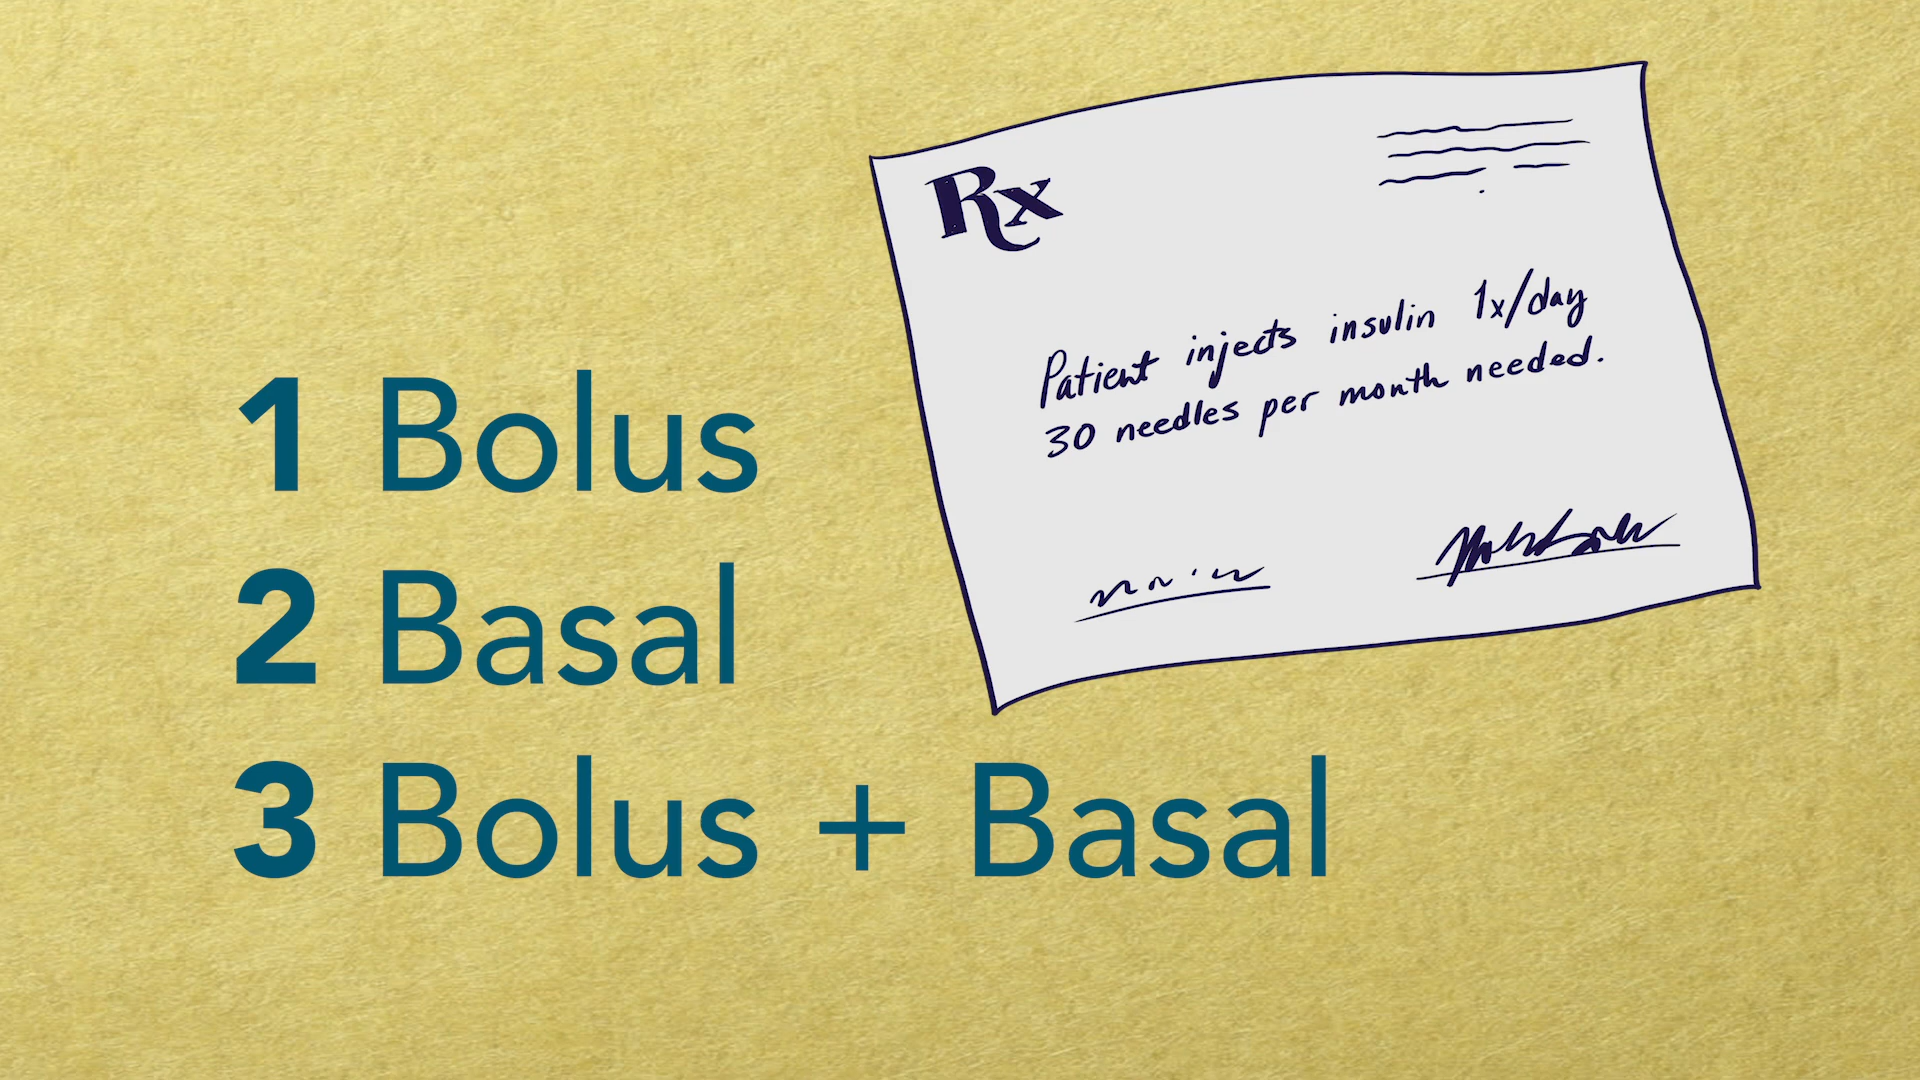 Rx
Patient injects insulin 1x/day
30 needles per month needed.
1 Bolus
2 Basal
3 Bolus + Basal